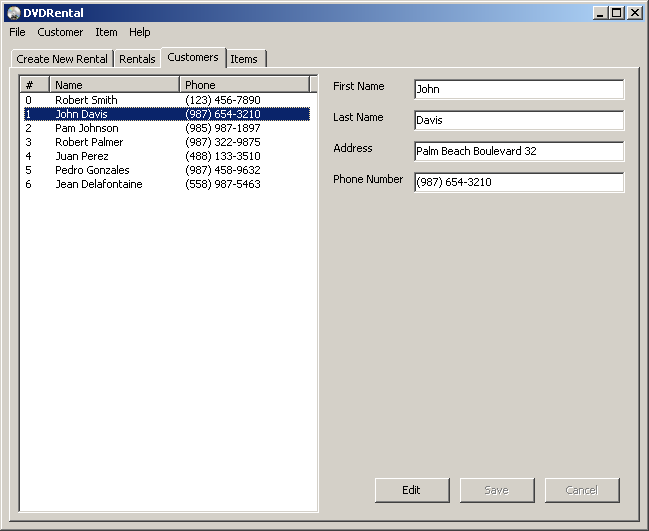 DVDRental
File Customer Item Help
Create New Rental Rentals Customers Items
# Name Phone
0 Robert Smith (123) 456-7890
1 John Davis (987) 654-3210
2 Pam Johnson (985) 987-1897
3 Robert Palmer (987) 322-9875
4 Juan Perez (488) 133-3510
5 Pedro Gonzales (987) 458-9632
6 Jean Delafontaine (558) 987-5463
First Name John
Last Name Davis
Address Palm Beach Boulevard 32
Phone Number (987) 654-3210
Edit Save Cancel